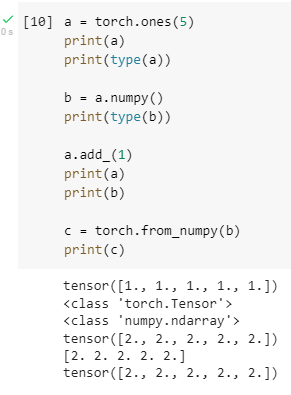 [10] a = torch.ones(5)
print(a)
print(type(a))
b = a.numpy()
print(type(b))
a.add_(1)
print(a)
print(b)
c = torch.from_numpy(b)
print(c)
0 s
tensor([1., 1., 1., 1., 1.])
<class 'torch.Tensor'>
<class 'numpy.ndarray'>
tensor([2., 2., 2., 2., 2.])
[2. 2. 2. 2. 2.]
tensor([2., 2., 2., 2., 2.])